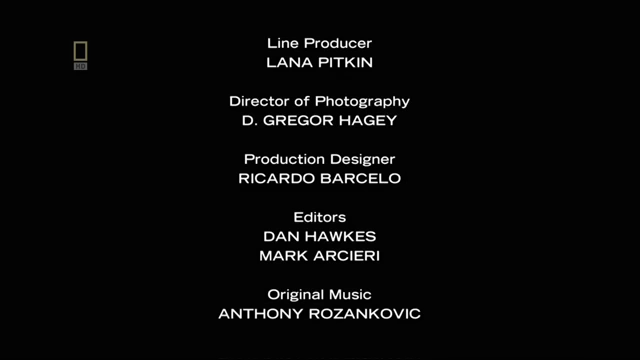 HD
Line Producer
LANA PITKIN
Director of Photography
D. GREGOR HAGEY
Production Designer
RICARDO BARCELO
Editors
DAN HAWKES
MARK ARCIERI
Original Music
ANTHONY ROZANKOVIC